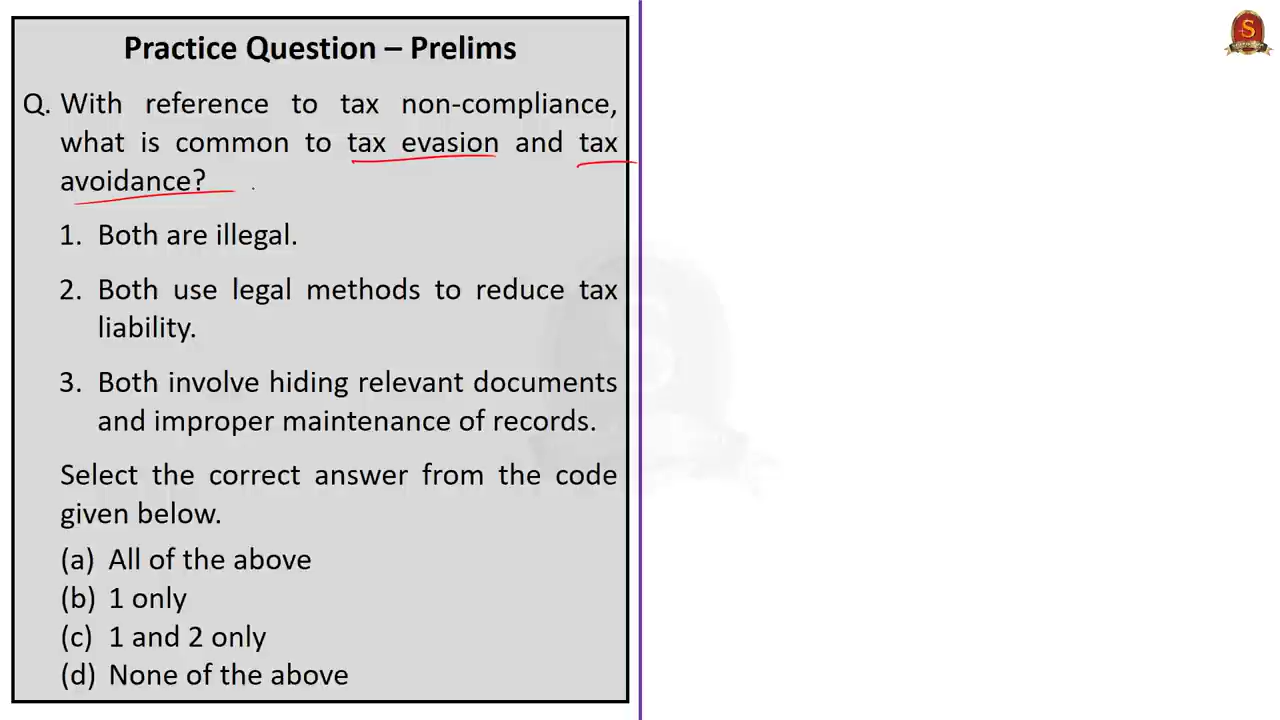 Practice Question – Prelims
Q. With reference to tax non-compliance,
what is common to tax evasion and tax
avoidance?
1. Both are illegal.
2. Both use legal methods to reduce tax
liability.
3. Both involve hiding relevant documents
and improper maintenance of records.
Select the correct answer from the code
given below.
(a) All of the above
(b) 1 only
(c) 1 and 2 only
(d) None of the above
S